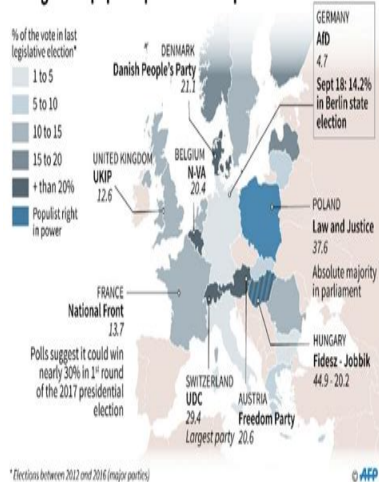 % of the vote in last
legislative election*
1 to 5
5 to 10
10 to 15
15 to 20
+ than 20%
Populist right
in power
DENMARK
Danish People's Party
21.1
GERMANY
AfD
4.7
Sept 18: 14.2%
in Berlin state
election
UNITED KINGDOM
UKIP
12.6
BELGIUM
N-VA
20.4
POLAND
Law and Justice
37.6
Absolute majority
in parliament
FRANCE
National Front
13.7
Polls suggest it could win
nearly 30% in 1st round
of the 2017 presidential
election
HUNGARY
Fidesz - Jobbik
44.9 - 20.2
SWITZERLAND
UDC
29.4
Largest party
AUSTRIA
Freedom Party
20.6
* Elections between 2012 and 2016 (major parties)
© AFP